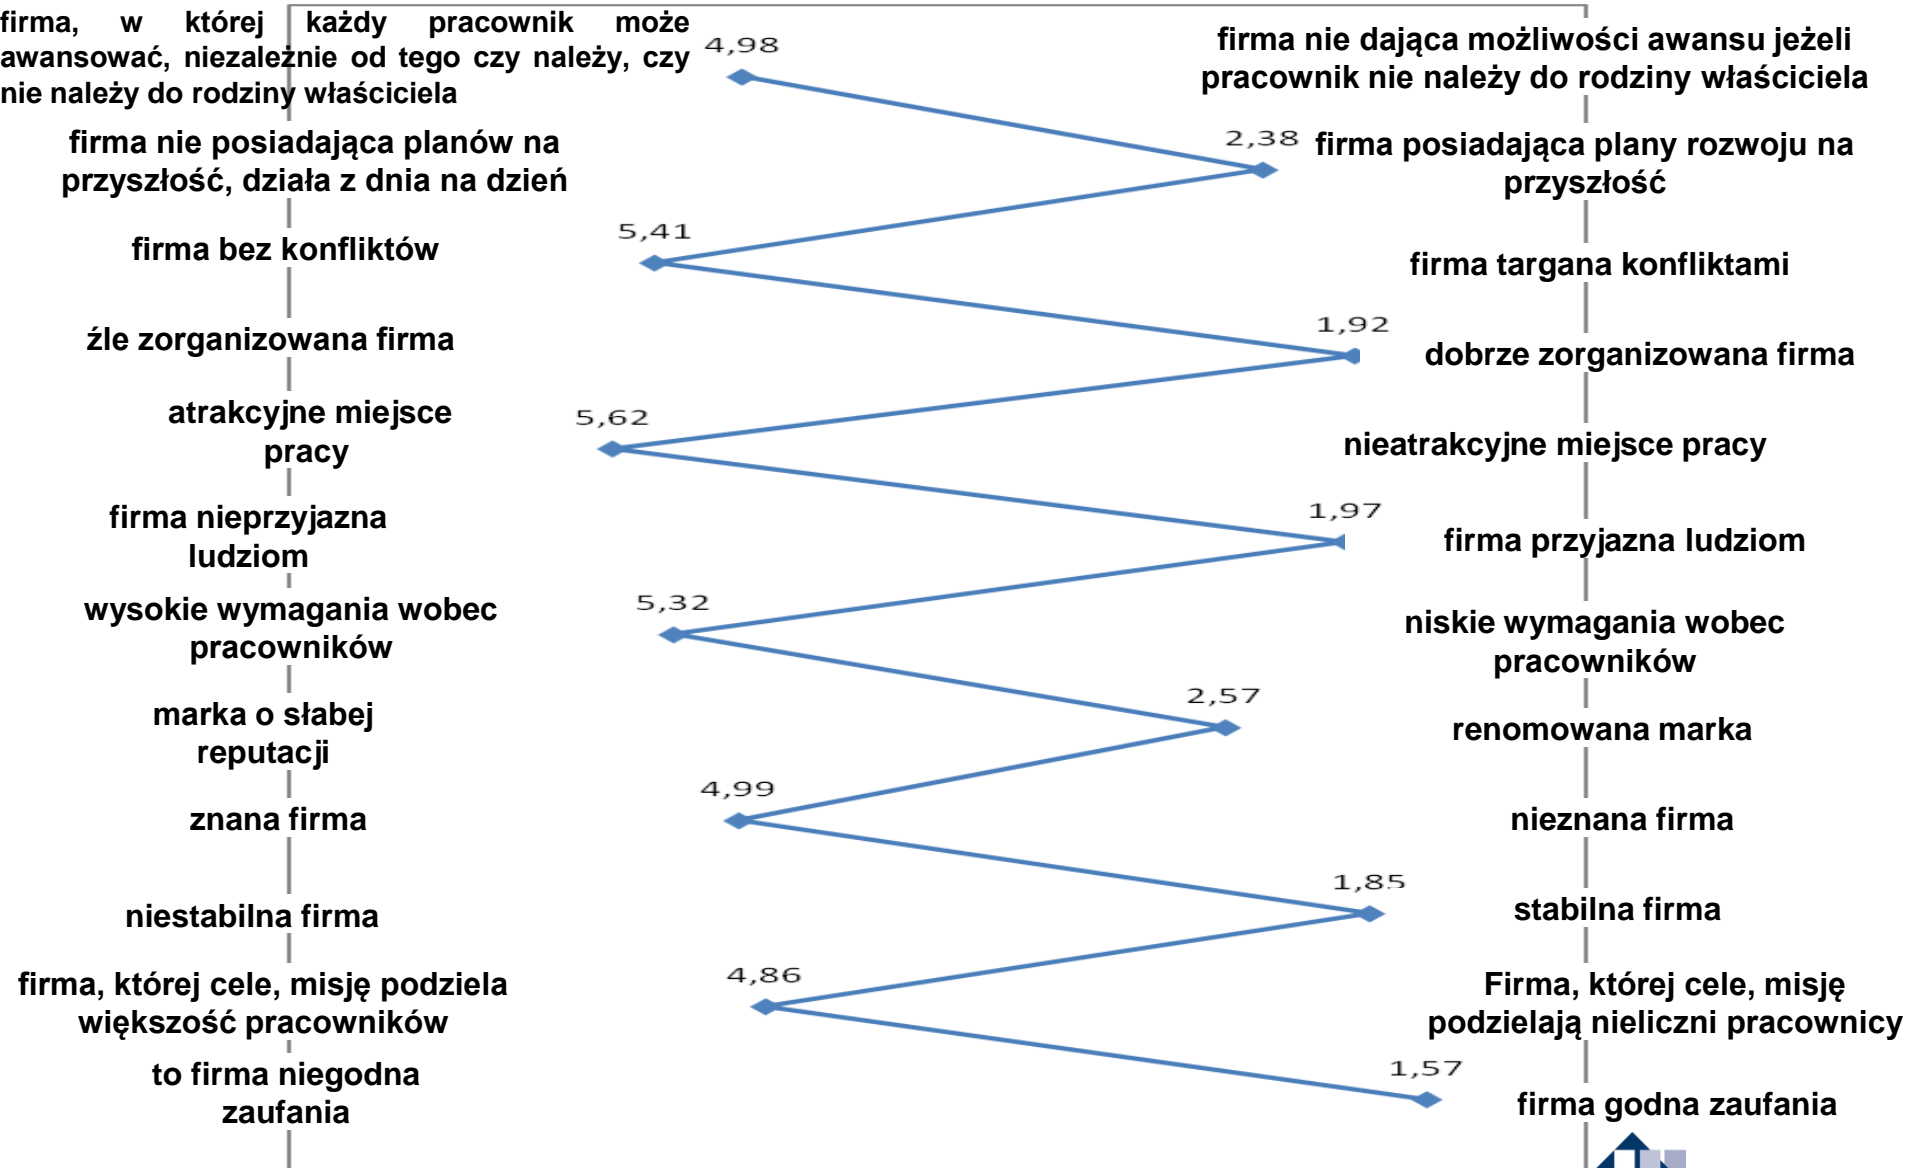 firma, w której każdy pracownik może
awansować, niezależnie od tego czy należy, czy
nie należy do rodziny właściciela
4,98
firma nie dająca możliwości awansu jeżeli
pracownik nie należy do rodziny właściciela
firma nie posiadająca planów na
przyszłość, działa z dnia na dzień
2,38
firma posiadająca plany rozwoju na
przyszłość
firma bez konfliktów
5,41
firma targana konfliktami
źle zorganizowana firma
1,92
dobrze zorganizowana firma
atrakcyjne miejsce
pracy
5,62
nieatrakcyjne miejsce pracy
firma nieprzyjazna
ludziom
1,97
firma przyjazna ludziom
wysokie wymagania wobec
pracowników
5,32
niskie wymagania wobec
pracowników
marka o słabej
reputacji
2,57
renomowana marka
znana firma
4,99
nieznana firma
niestabilna firma
1,85
stabilna firma
firma, której cele, misję podziela
większość pracowników
4,86
Firma, której cele, misję
podzielają nieliczni pracownicy
to firma niegodna
zaufania
1,57
firma godna zaufania